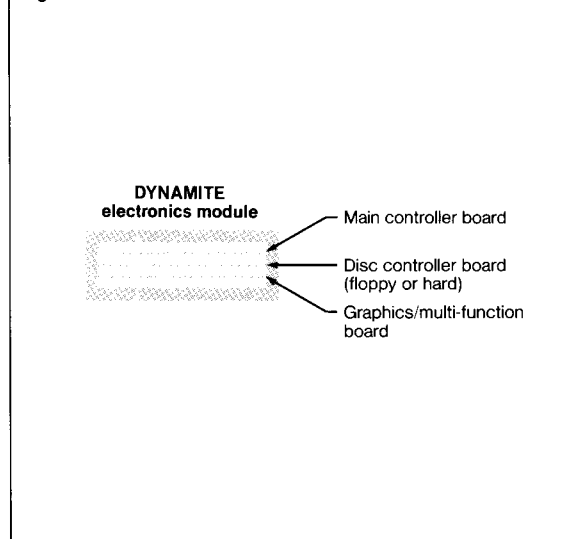 DYNAMITE
electronics module
Main controller board
Disc controller board
(floppy or hard)
Graphics/multi-function
board